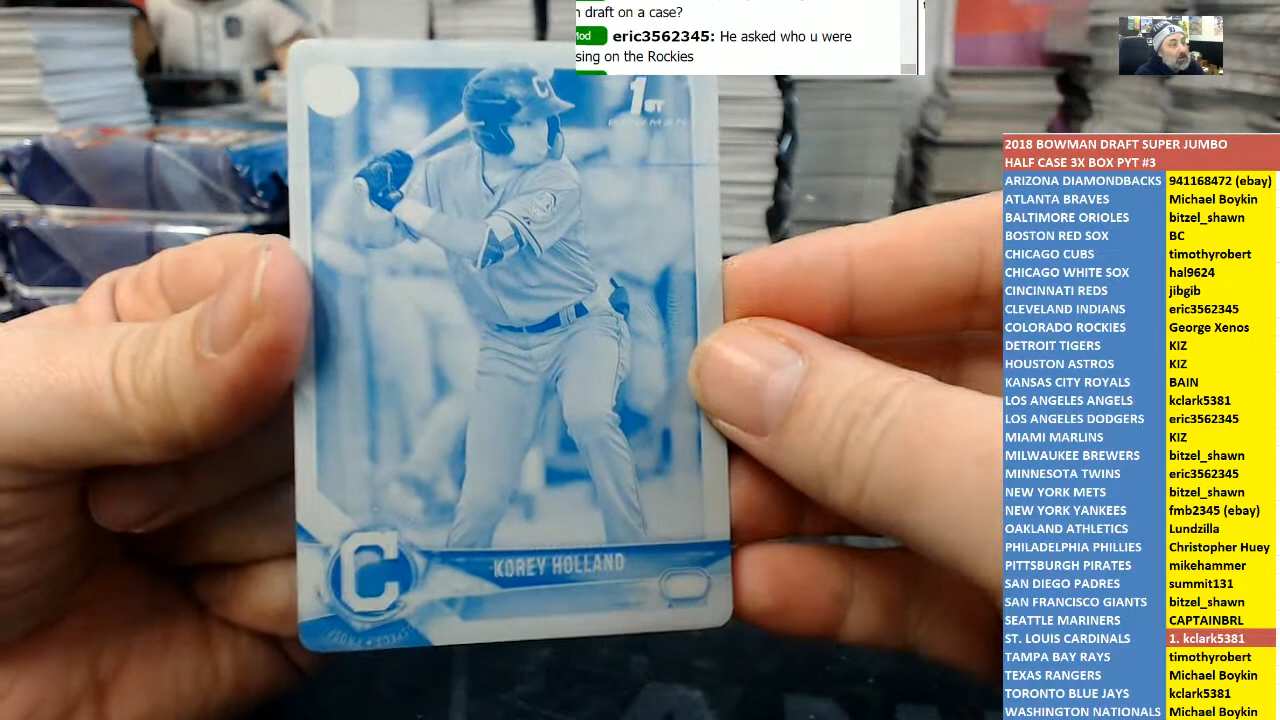 n draft on a case?
Mod eric3562345: He asked who u were
sing on the Rockies
1ST
BOWMAN
KOREY HOLLAND
C
C
2018 BOWMAN DRAFT SUPER JUMBO
HALF CASE 3X BOX PYT #3
ARIZONA DIAMONDBACKS 941168472 (ebay)
ATLANTA BRAVES Michael Boykin
BALTIMORE ORIOLES bitzel_shawn
BOSTON RED SOX BC
CHICAGO CUBS timothyrobert
CHICAGO WHITE SOX hal9624
CINCINNATI REDS jibgib
CLEVELAND INDIANS eric3562345
COLORADO ROCKIES George Xenos
DETROIT TIGERS KIZ
HOUSTON ASTROS KIZ
KANSAS CITY ROYALS BAIN
LOS ANGELES ANGELS kclark5381
LOS ANGELES DODGERS eric3562345
MIAMI MARLINS KIZ
MILWAUKEE BREWERS bitzel_shawn
MINNESOTA TWINS eric3562345
NEW YORK METS bitzel_shawn
NEW YORK YANKEES fmb2345 (ebay)
OAKLAND ATHLETICS Lundzilla
PHILADELPHIA PHILLIES Christopher Huey
PITTSBURGH PIRATES mikehammer
SAN DIEGO PADRES summit131
SAN FRANCISCO GIANTS bitzel_shawn
SEATTLE MARINERS CAPTAINBRL
ST. LOUIS CARDINALS 1. kclark5381
TAMPA BAY RAYS timothyrobert
TEXAS RANGERS Michael Boykin
TORONTO BLUE JAYS kclark5381
WASHINGTON NATIONALS Michael Boykin